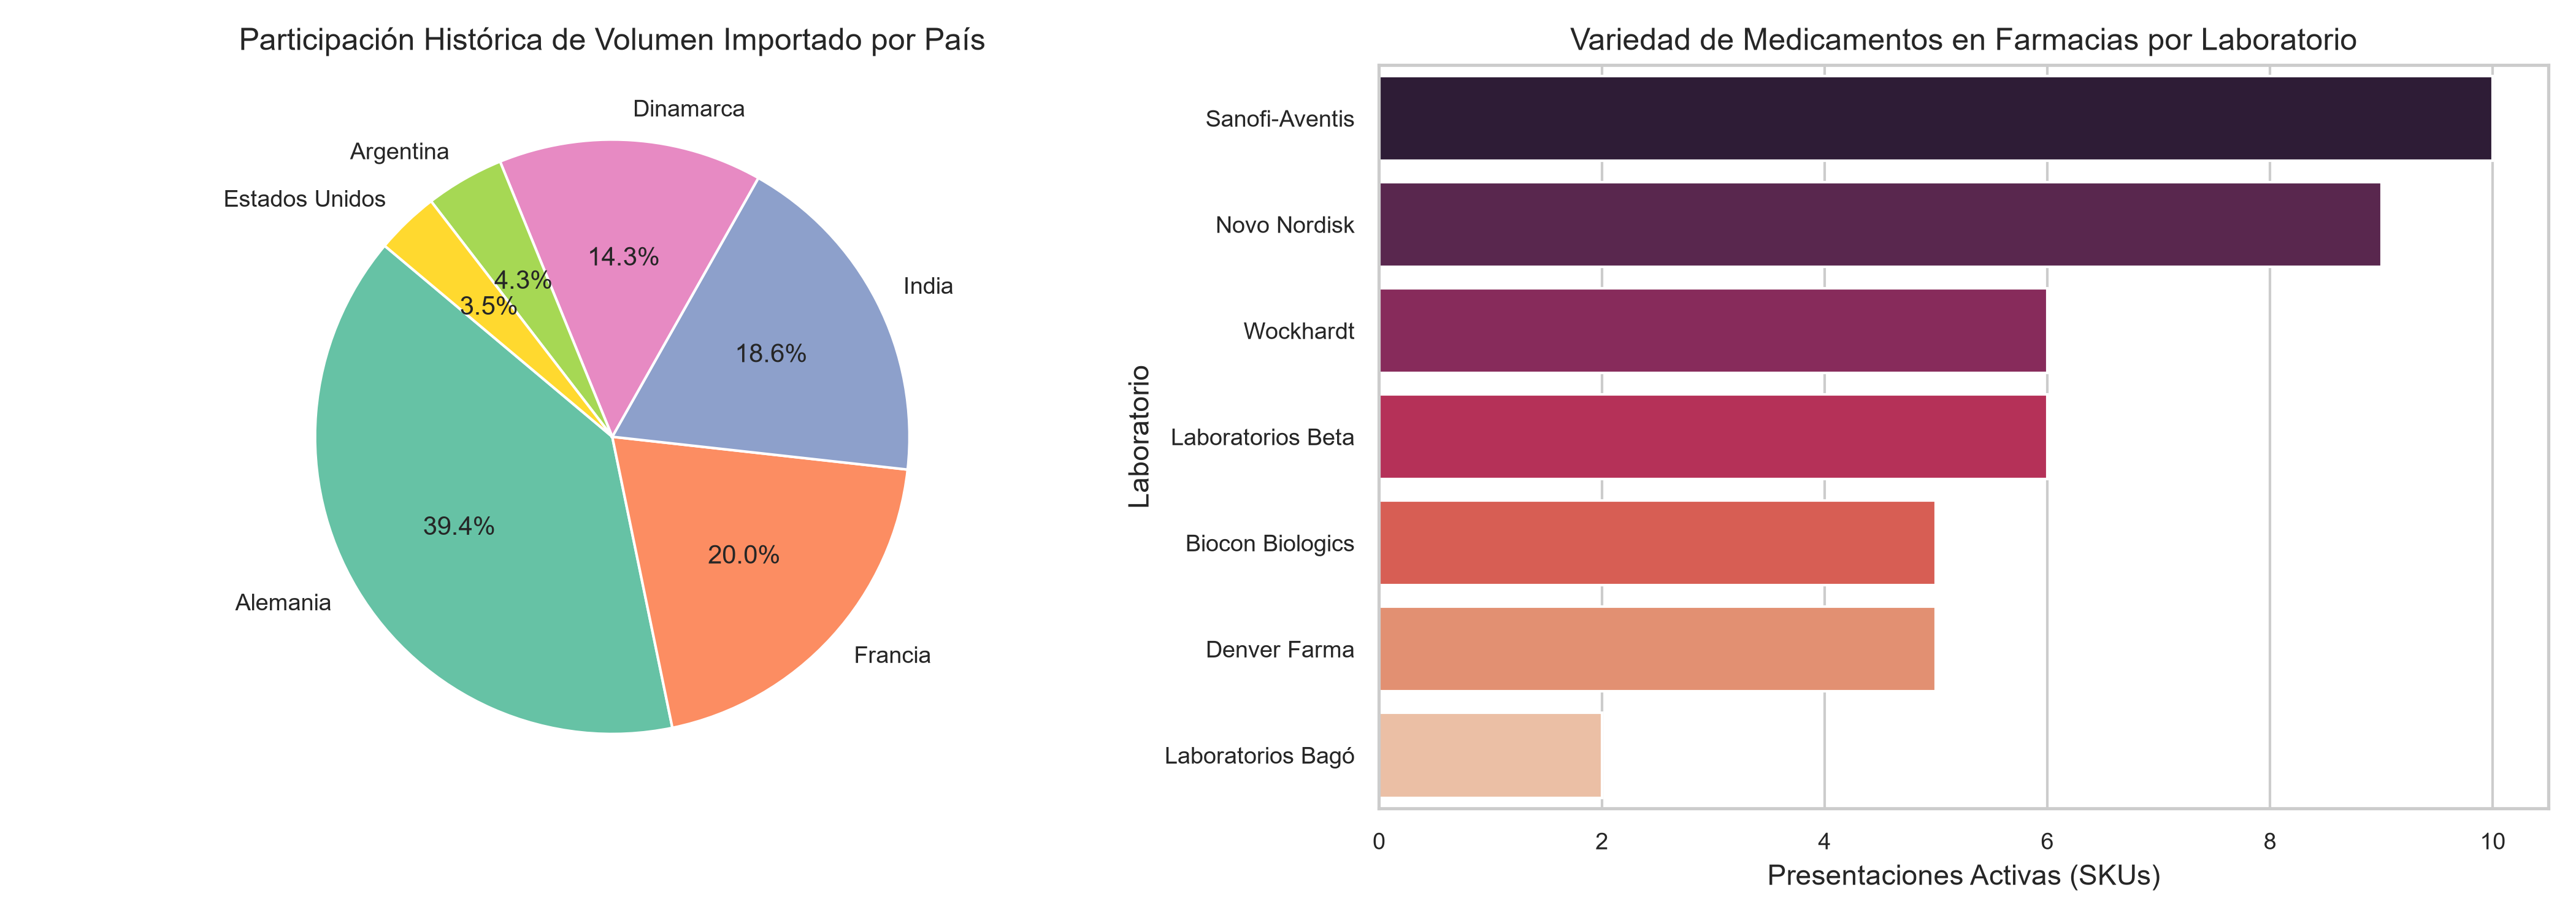 Participación Histórica de Volumen Importado por País
Dinamarca
Argentina
Estados Unidos
India
Alemania
Francia
14.3%
4.3%
3.5%
18.6%
39.4%
20.0%
Variedad de Medicamentos en Farmacias por Laboratorio
Laboratorio
Sanofi-Aventis
Novo Nordisk
Wockhardt
Laboratorios Beta
Biocon Biologics
Denver Farma
Laboratorios Bagó
0 2 4 6 8 10
Presentaciones Activas (SKUs)